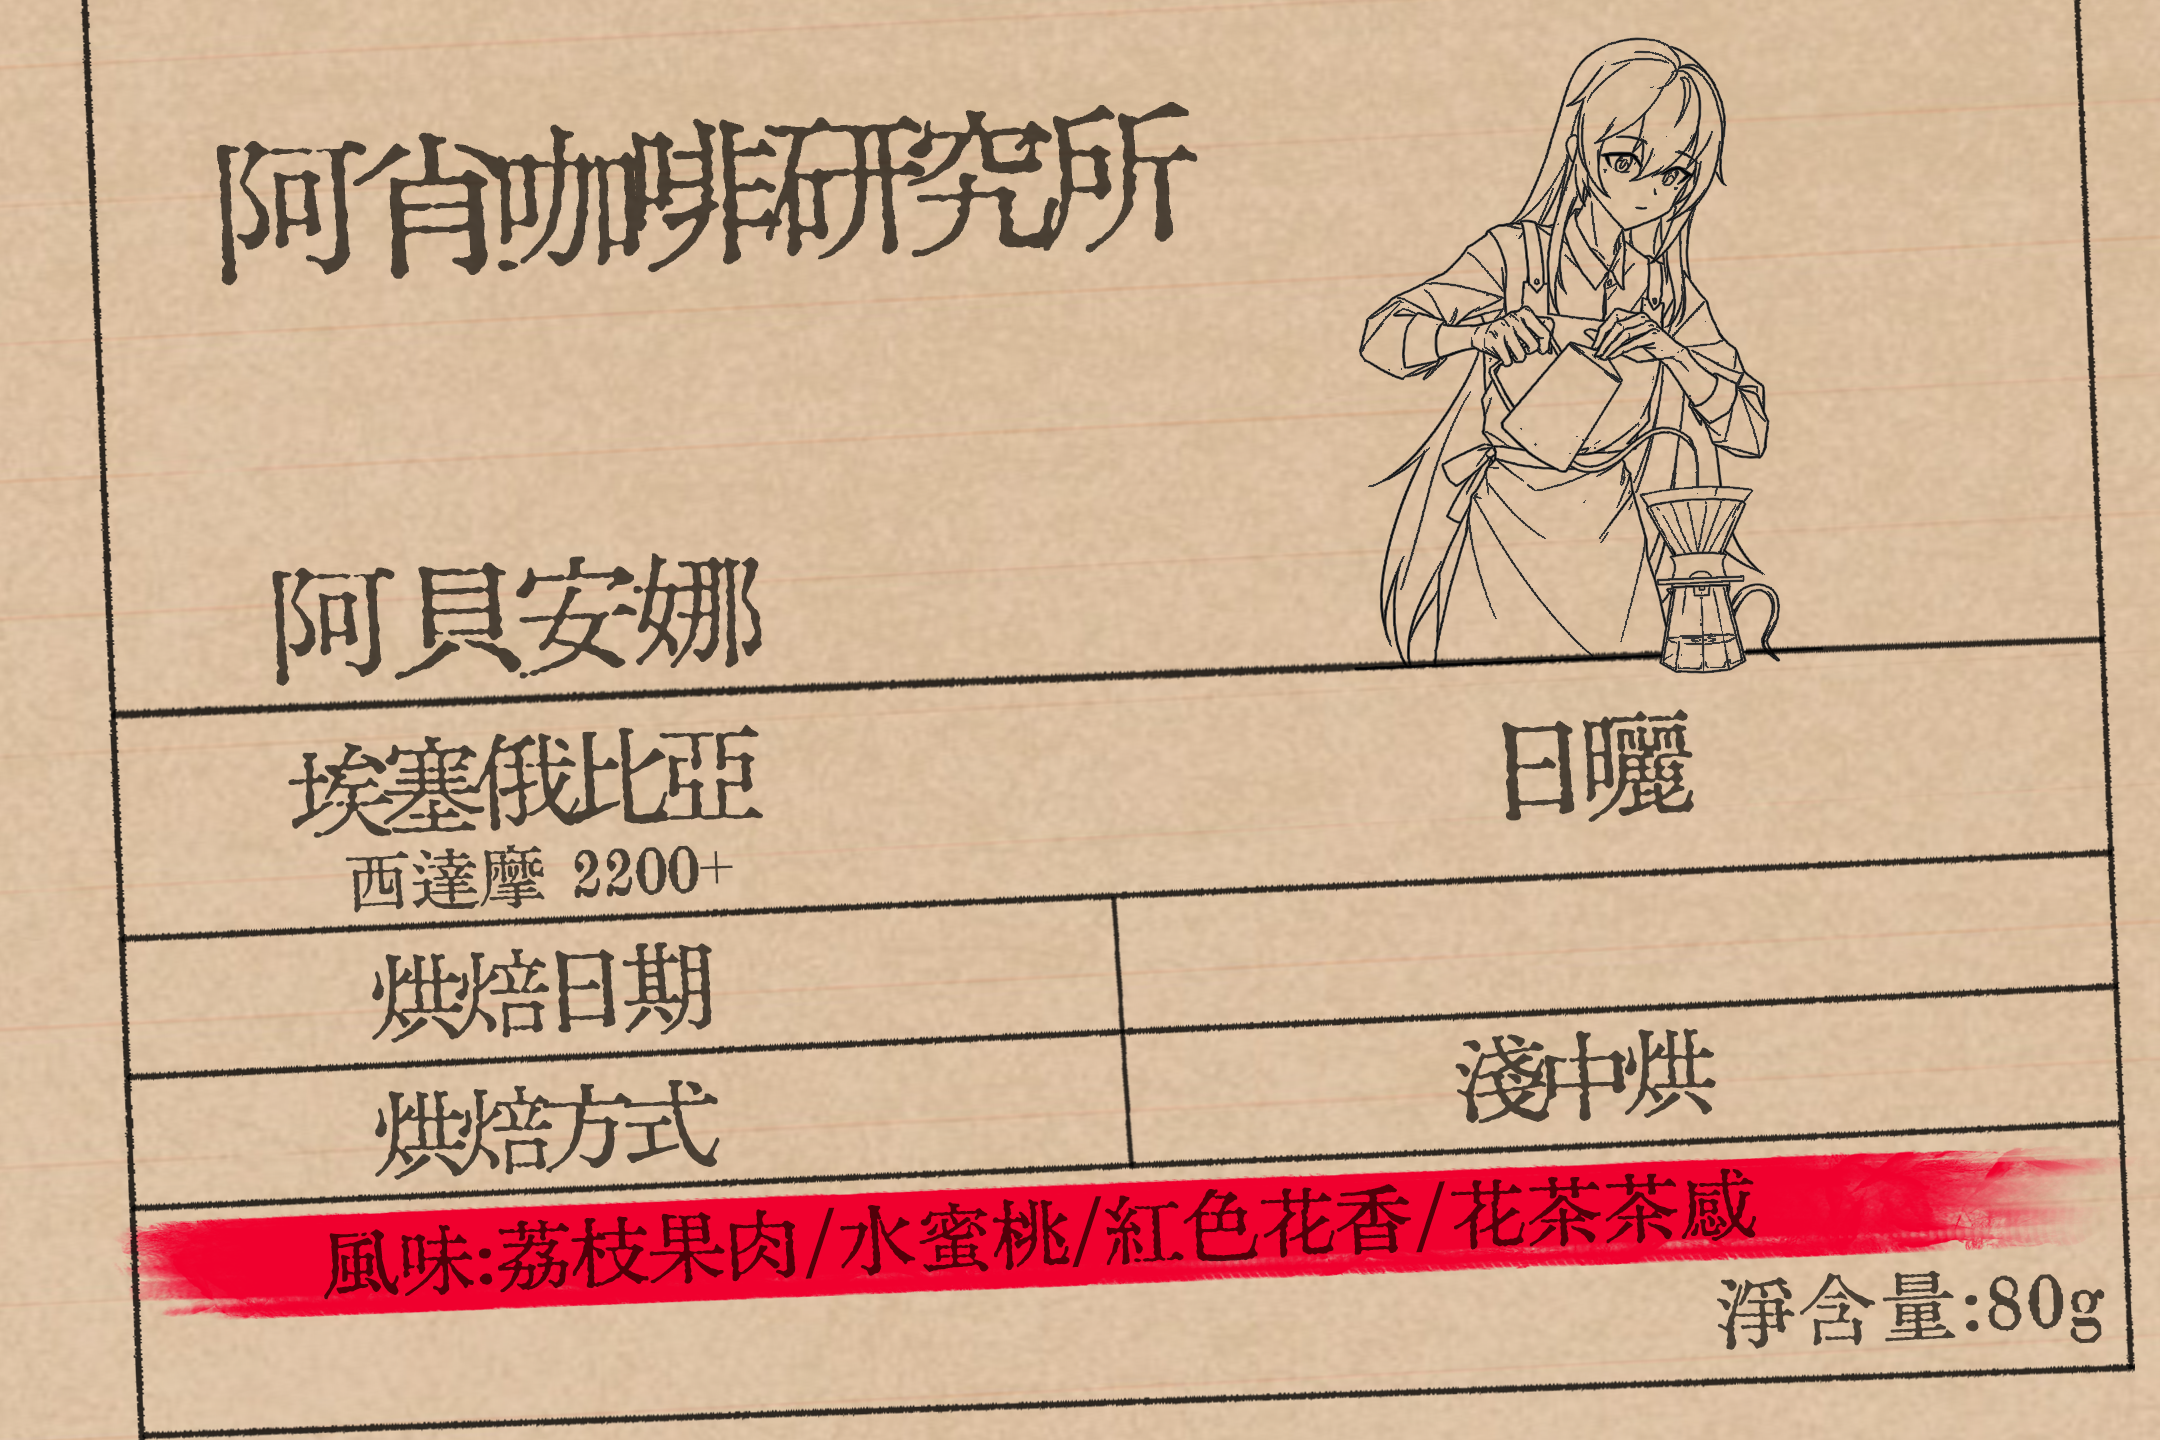 阿肯咖啡研究所
阿貝安娜
埃塞俄比亞
日曬
西達摩 2200+
烘焙日期
烘焙方式
淺中烘
風味:荔枝果肉/水蜜桃/紅色花香/花茶茶感
淨含量:80g